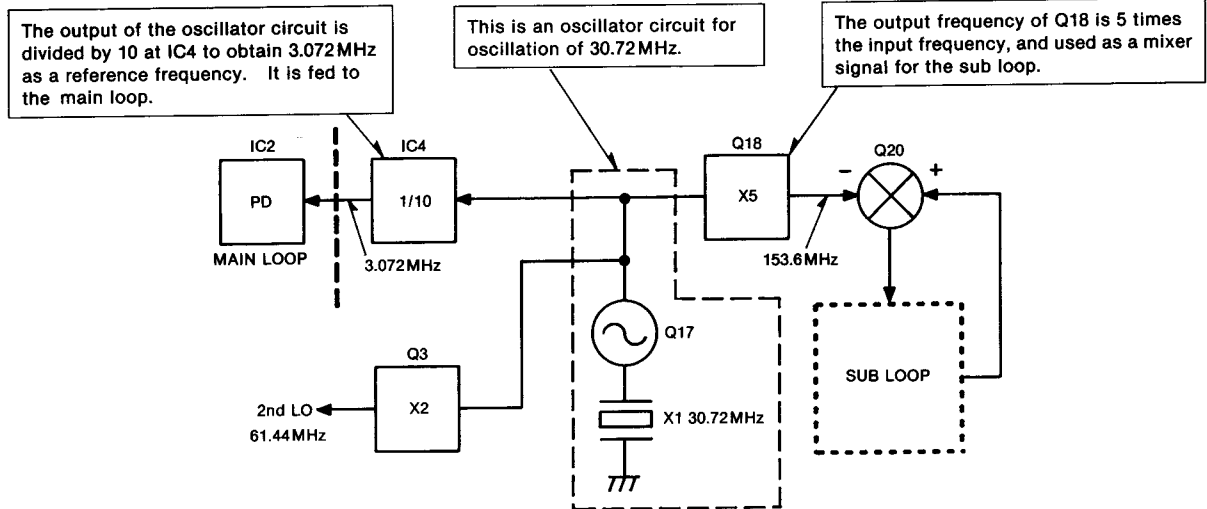 The output of the oscillator circuit is
divided by 10 at IC4 to obtain 3.072MHz
as a reference frequency. It is fed to
the main loop.
This is an oscillator circuit for
oscillation of 30.72MHz.
The output frequency of Q18 is 5 times
the input frequency, and used as a mixer
signal for the sub loop.
IC2
PD
MAIN LOOP
IC4
1/10
3.072MHz
Q18
X5
153.6MHz
Q20
-
+
Q17
X1 30.72MHz
Q3
X2
2nd LO
61.44MHz
SUB LOOP